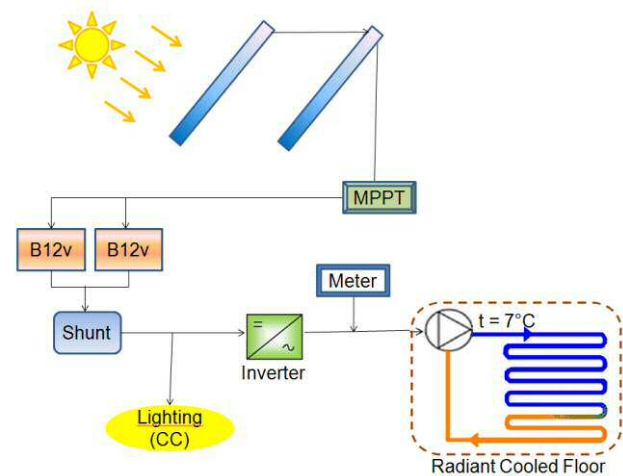 MPPT
B12v
B12v
Meter
Shunt
=
~
Inverter
t = 7°C
Lighting
(CC)
Radiant Cooled Floor